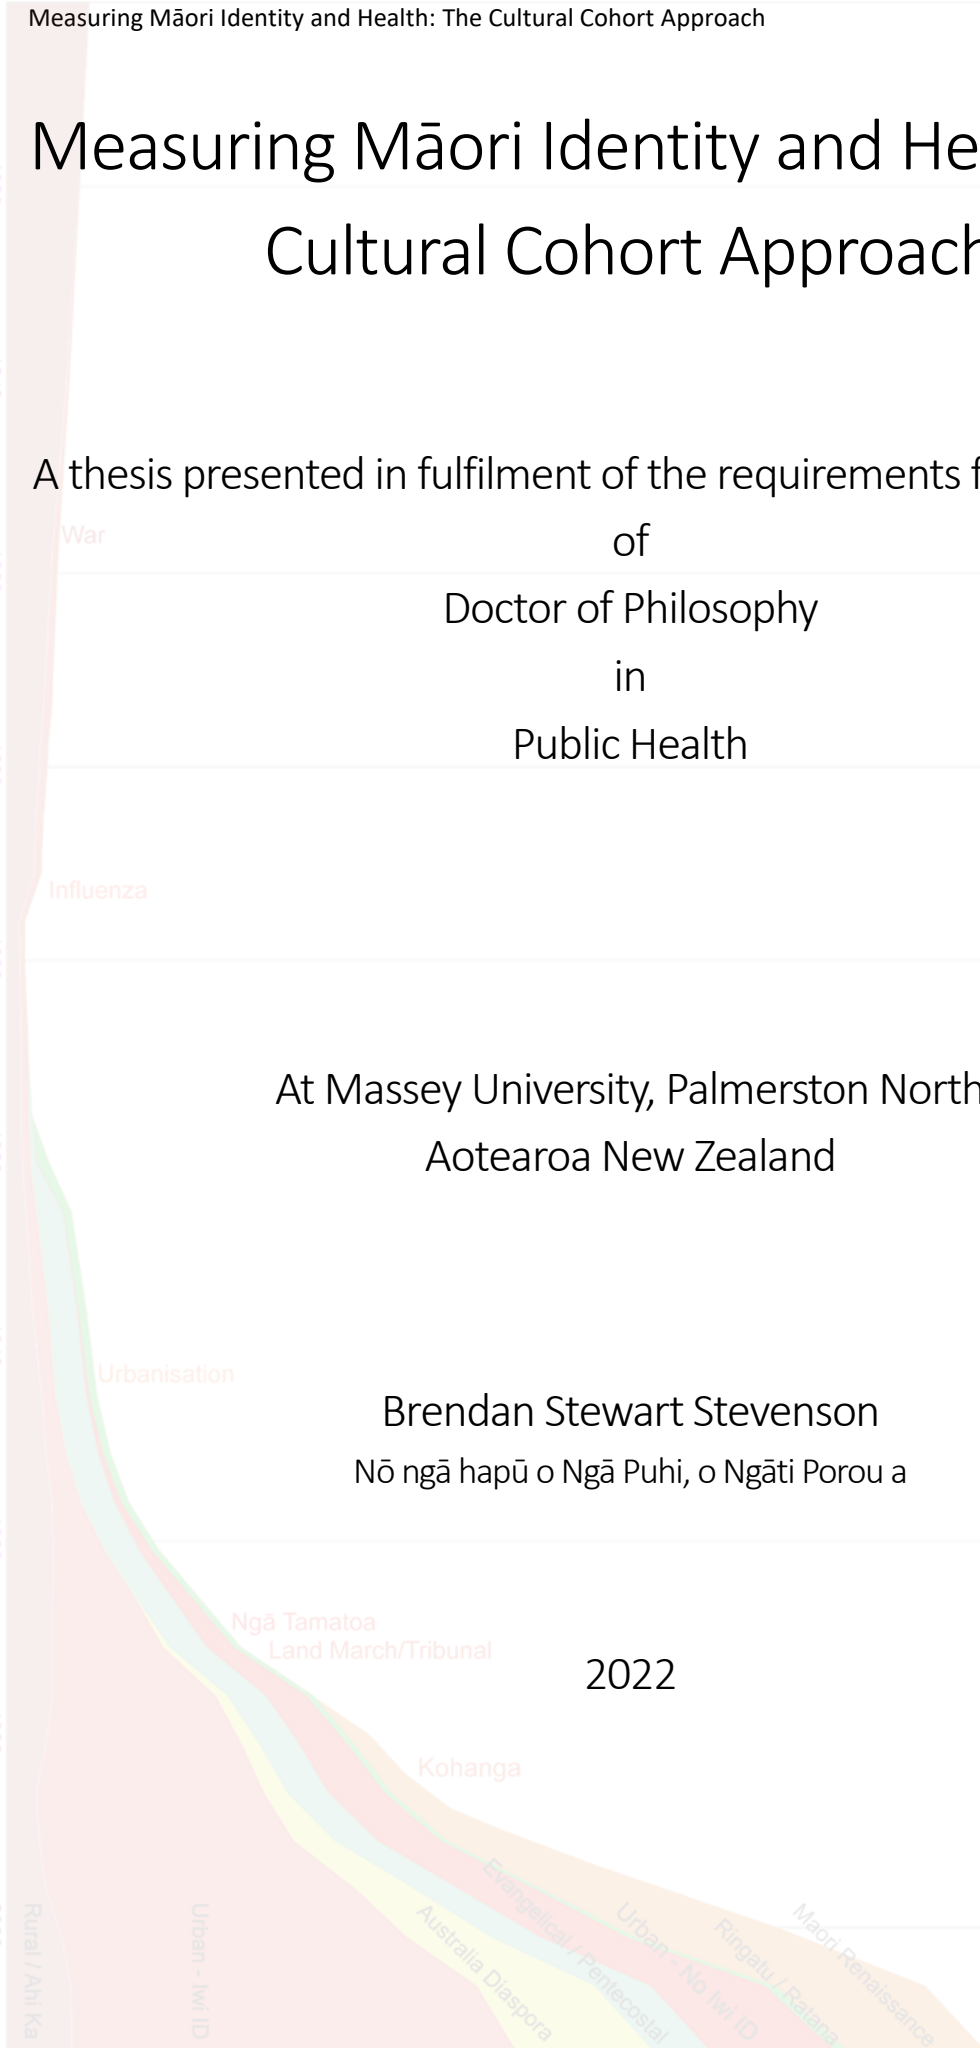 Measuring Māori Identity and Health: The Cultural Cohort Approach
Measuring Māori Identity and He
Cultural Cohort Approach
A thesis presented in fulfilment of the requirements f
War
of
Doctor of Philosophy
in
Public Health
Influenza
At Massey University, Palmerston North
Aotearoa New Zealand
Urbanisation
Brendan Stewart Stevenson
Nō ngā hapū o Ngā Puhi, o Ngāti Porou a
Ngā Tamatoa
Land March/Tribunal
2022
Kohanga
Rural / Ahi Ka
Urban - Iwi ID
Australia Diaspora
Evangelical / Pentecostal
Urban - No Iwi ID
Ringatu / Ratana
Maori Renaissance